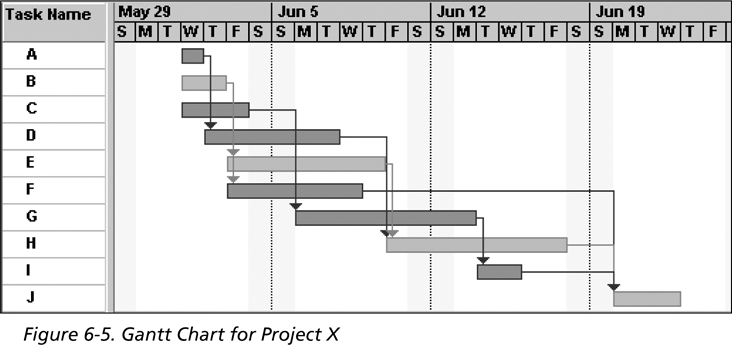 Task Name May 29 Jun 5 Jun 12 Jun 19
S M T W T F S S M T W T F S S M T W T F S S M T W T F
A
B
C
D
E
F
G
H
I
J
Figure 6-5. Gantt Chart for Project X